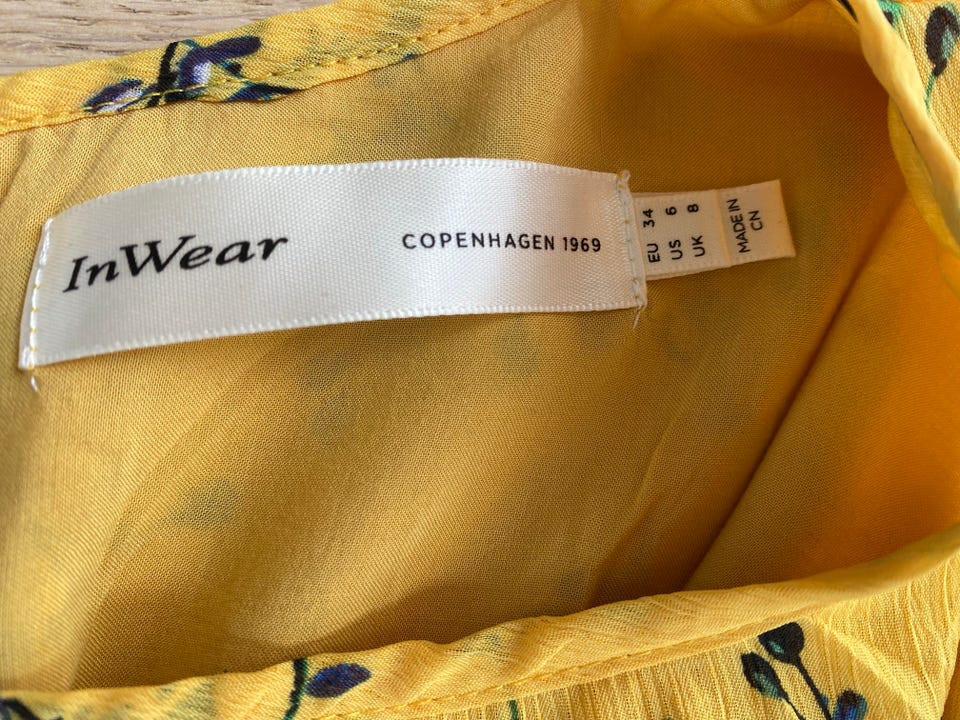 InWear
COPENHAGEN 1969
EU 34
US 6
UK 8
MADE IN
CN